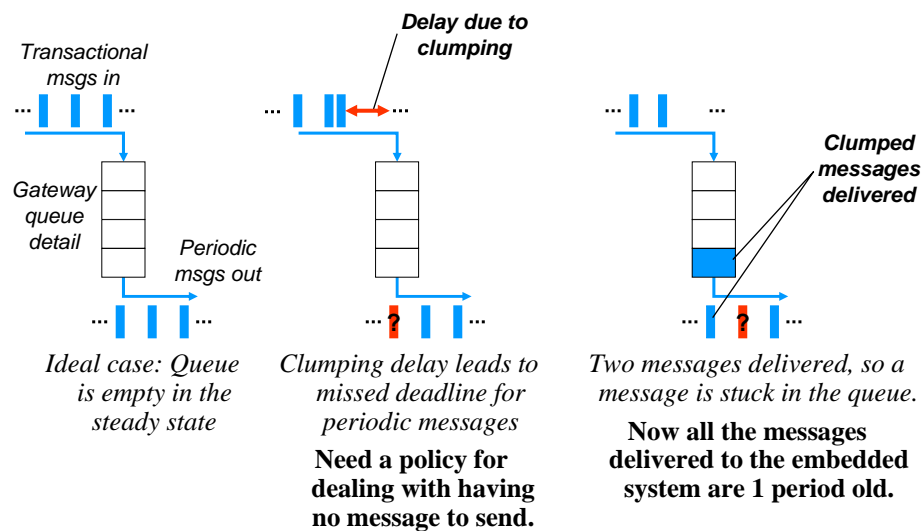 Transactional
msgs in
... ...
Gateway
queue
detail
Periodic
msgs out
... ...
Ideal case: Queue
is empty in the
steady state
Delay due to
clumping
... ...
... ? ...
Clumping delay leads to
missed deadline for
periodic messages
Need a policy for
dealing with having
no message to send.
... ...
Clumped
messages
delivered
... ? ...
Two messages delivered, so a
message is stuck in the queue.
Now all the messages
delivered to the embedded
system are 1 period old.